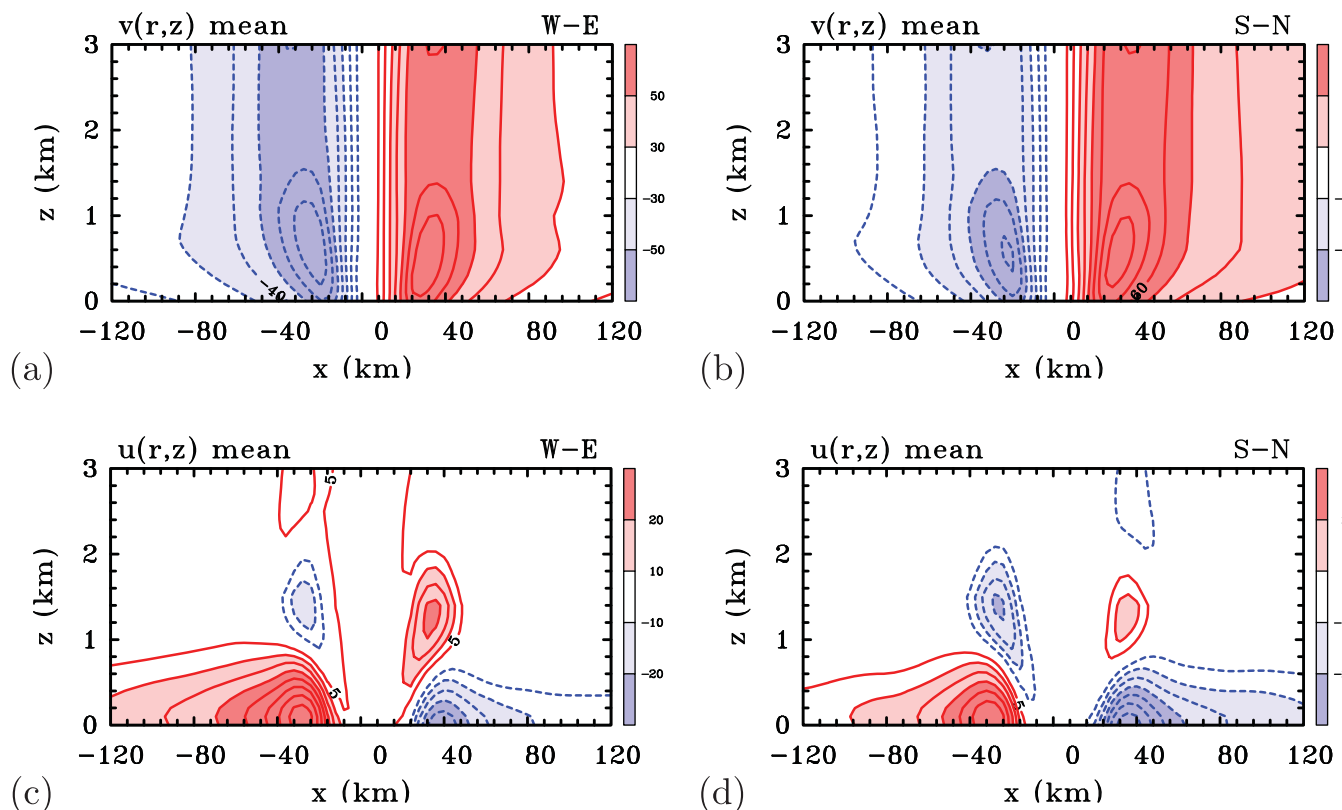 v(r,z) mean W−E
3
2
1
0
z (km)
50
30
−30
−50
−40
−120 −80 −40 0 40 80 120
x (km)
(a)
v(r,z) mean S−N
3
2
1
0
z (km)
60
−120 −80 −40 0 40 80 120
x (km)
(b)
u(r,z) mean W−E
3
2
1
0
z (km)
20
10
−10
−20
5
5
5
−120 −80 −40 0 40 80 120
x (km)
(c)
u(r,z) mean S−N
3
2
1
0
z (km)
5
−120 −80 −40 0 40 80 120
x (km)
(d)